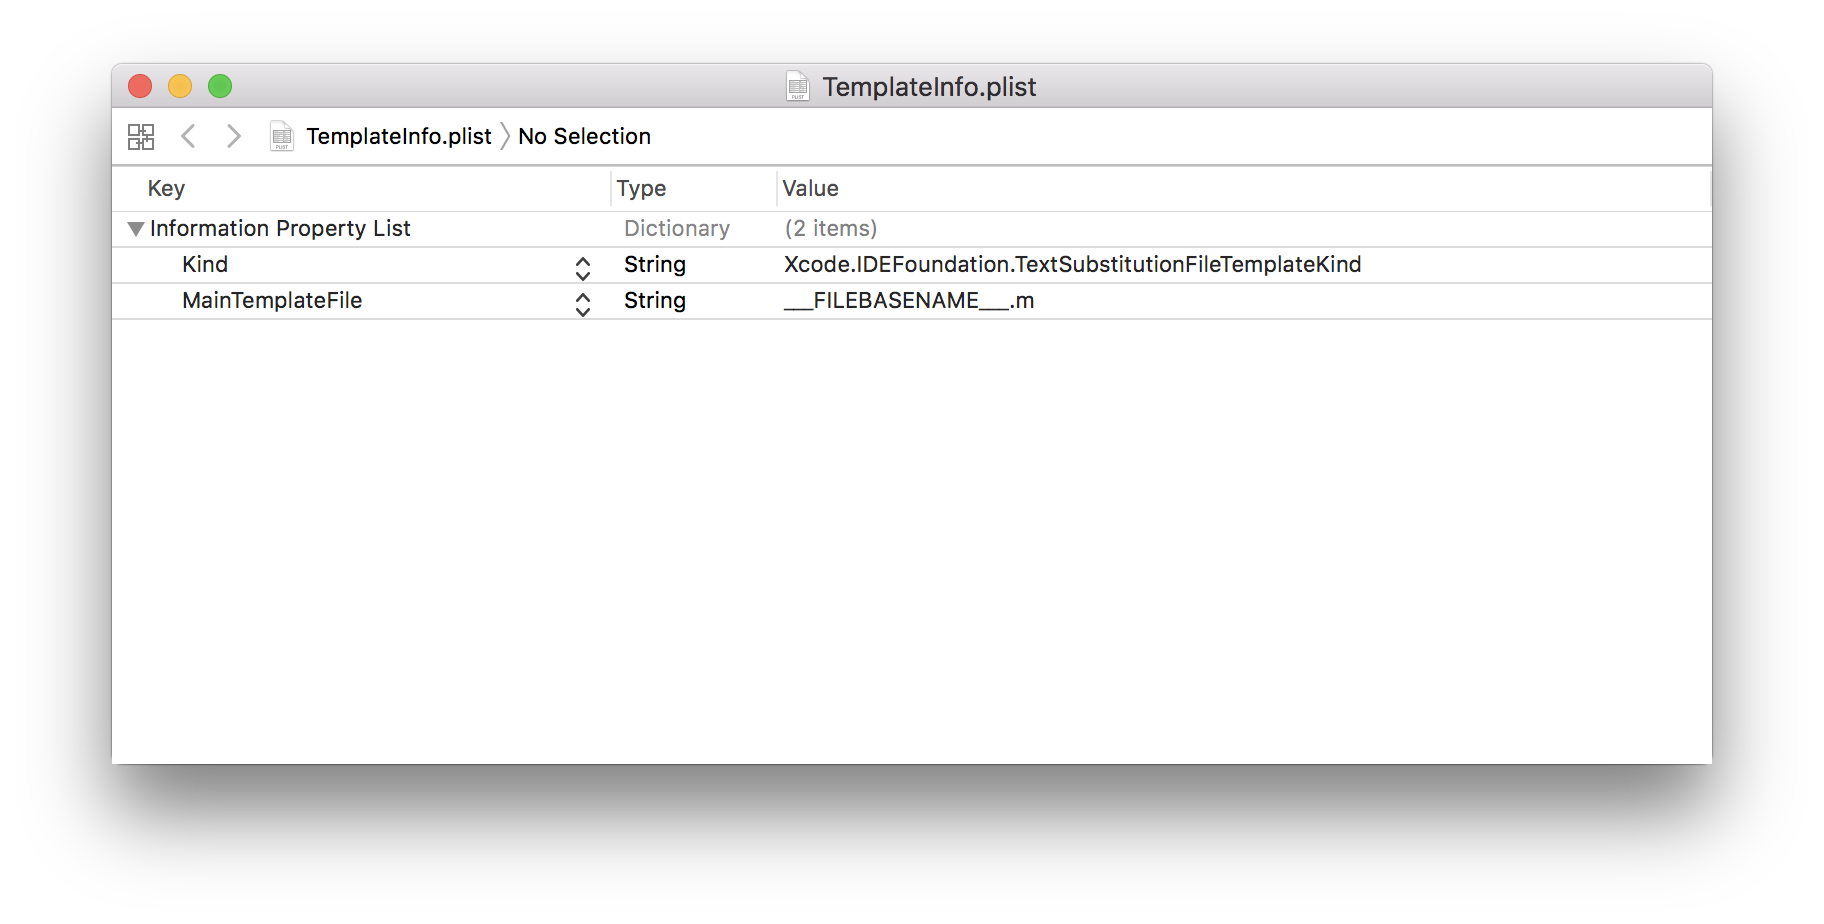 TemplateInfo.plist
TemplateInfo.plist No Selection
Key Type Value
Information Property List Dictionary (2 items)
Kind String Xcode.IDEFoundation.TextSubstitutionFileTemplateKind
MainTemplateFile String ___FILEBASENAME___.m